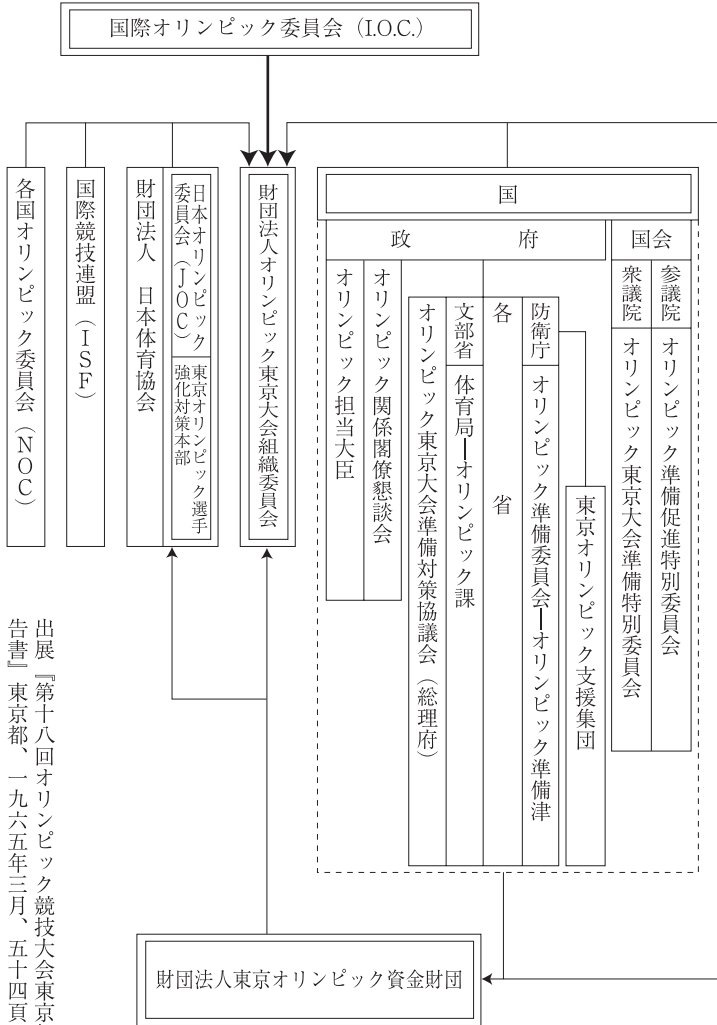 国際オリンピック委員会（I.O.C.）
国
国会
参議院
オリンピック準備促進特別委員会
衆議院
オリンピック東京大会準備特別委員会
政府
東京オリンピック支援集団
防衛庁
オリンピック準備委員会━オリンピック準備津
各省
文部省
体育局━オリンピック課
オリンピック東京大会準備対策協議会（総理府）
オリンピック関係閣僚懇談会
オリンピック担当大臣
財団法人オリンピック東京大会組織委員会
日本オリンピック
委員会（JOC）
東京オリンピック選手
強化対策本部
財団法人　日本体育協会
国際競技連盟（ISF）
各国オリンピック委員会（NOC）
財団法人東京オリンピック資金財団
出展『第十八回オリンピック競技大会東京
告書』東京都、一九六五年三月、五十四頁